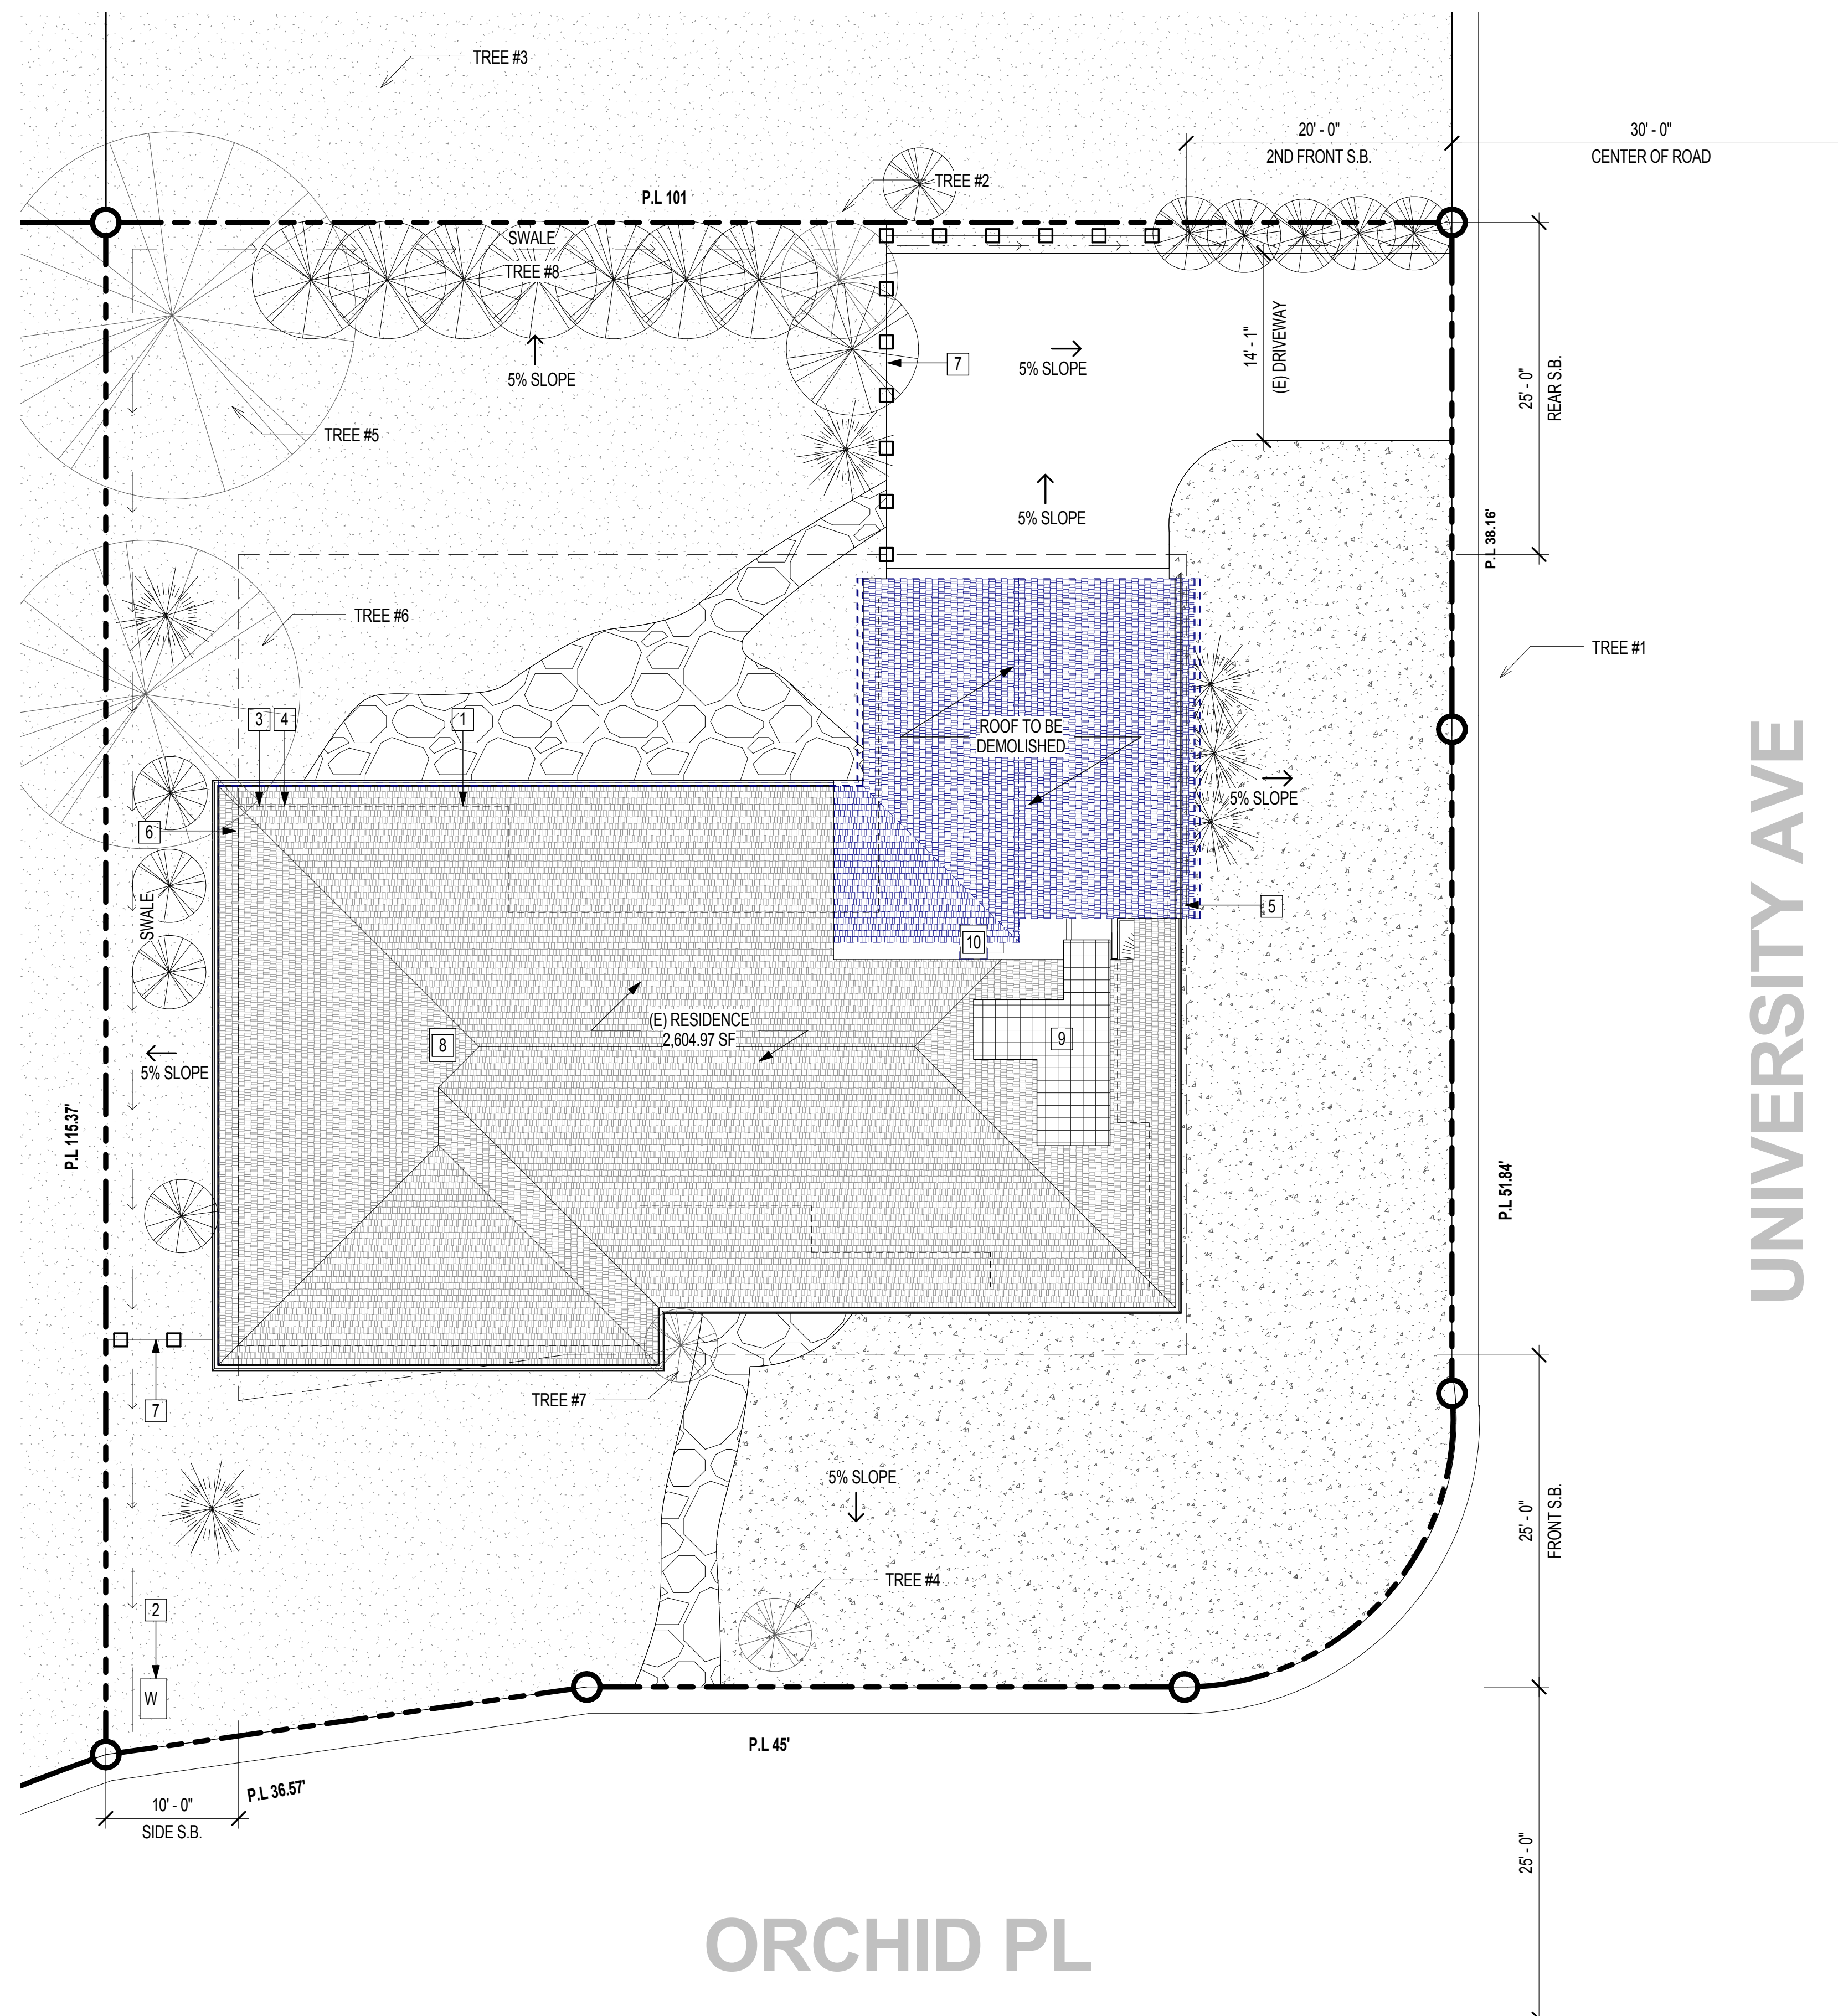 TREE #3
20' - 0"
30' - 0"
2ND FRONT S.B.
CENTER OF ROAD
TREE #2
P.L 101
SWALE
TREE #8
14' - 1"
(E) DRIVEWAY
7
5% SLOPE
5% SLOPE
25' - 0"
REAR S.B.
TREE #5
5% SLOPE
P.L 38.16'
TREE #6
TREE #1
3
4
1
ROOF TO BE
DEMOLISHED
5% SLOPE
6
SWALE
5
10
(E) RESIDENCE
2,604.97 SF
8
9
5% SLOPE
UNIVERSITY AVE
P.L 115.37'
P.L 51.84'
7
TREE #7
5% SLOPE
25' - 0"
FRONT S.B.
TREE #4
2
W
P.L 45'
P.L 36.57'
10' - 0"
SIDE S.B.
25' - 0"
ORCHID PL